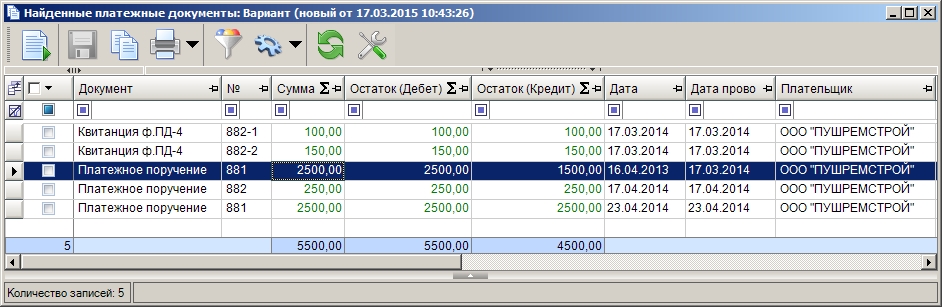 Найденные платежные документы: Вариант (новый от 17.03.2015 10:43:26)
Документ № Сумма Σ Остаток (Дебет) Σ Остаток (Кредит) Σ Дата Дата прово Плательщик
Квитанция ф.ПД-4 882-1 100,00 100,00 100,00 17.03.2014 17.03.2014 ООО "ПУШРЕМСТРОЙ"
Квитанция ф.ПД-4 882-2 150,00 150,00 150,00 17.03.2014 17.03.2014 ООО "ПУШРЕМСТРОЙ"
Платежное поручение 881 2500,00 2500,00 1500,00 16.04.2013 17.03.2014 ООО "ПУШРЕМСТРОЙ"
Платежное поручение 882 250,00 250,00 250,00 17.04.2014 17.04.2014 ООО "ПУШРЕМСТРОЙ"
Платежное поручение 881 2500,00 2500,00 2500,00 23.04.2014 23.04.2014 ООО "ПУШРЕМСТРОЙ"
5 5500,00 5500,00 4500,00
Количество записей: 5